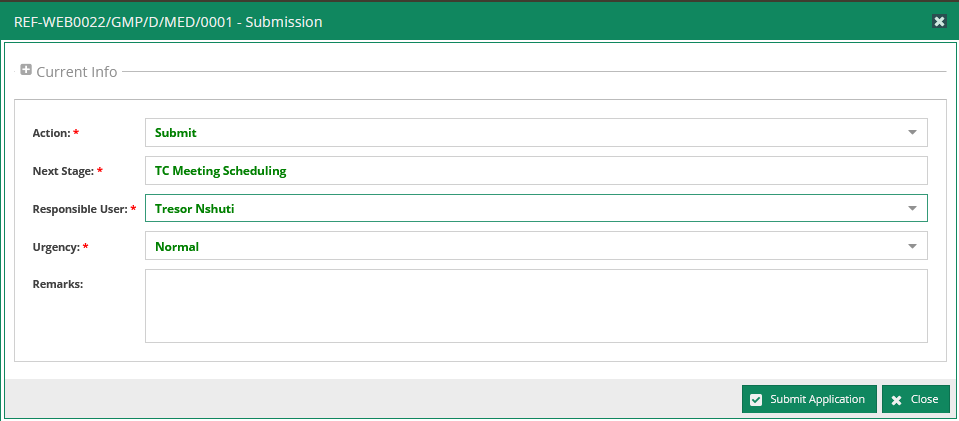 REF-WEB0022/GMP/D/MED/0001 - Submission
Current Info
Action: * Submit
Next Stage: * TC Meeting Scheduling
Responsible User: * Tresor Nshuti
Urgency: * Normal
Remarks:
Submit Application Close